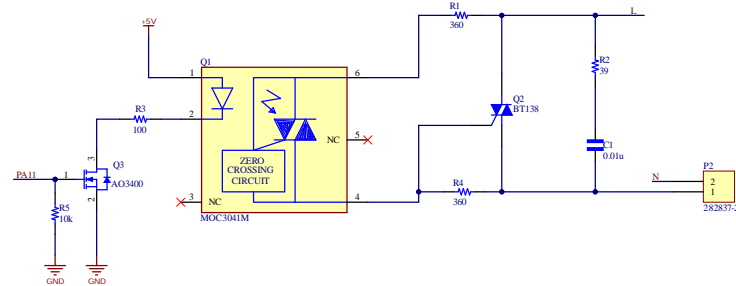 +5V
Q1
1
2
3
NC
6
5
NC
4
ZERO
CROSSING
CIRCUIT
MOC3041M
R3
100
PA11
1
3
2
Q3
AO3400
R5
10k
GND
GND
R1
360
L
R2
39
Q2
BT138
C1
0.01u
R4
360
N
P2
2
1
282837-2